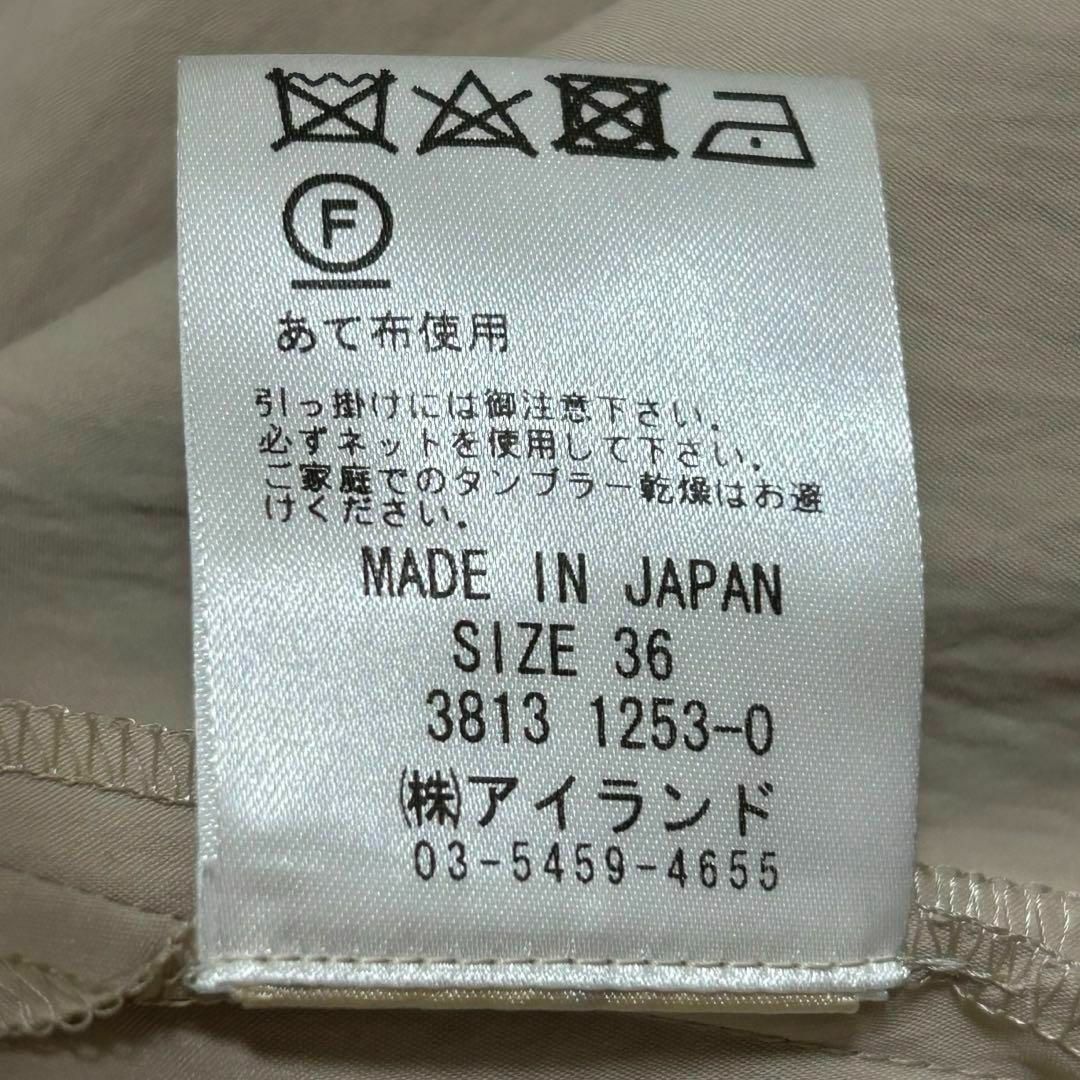 F
あて布使用
引っ掛けには御注意下さい。
必ずネットを使用して下さい。
ご家庭でのタンブラー乾燥はお避
けください。
MADE IN JAPAN
SIZE 36
3813 1253-0
㈱アイランド
03-5459-4655